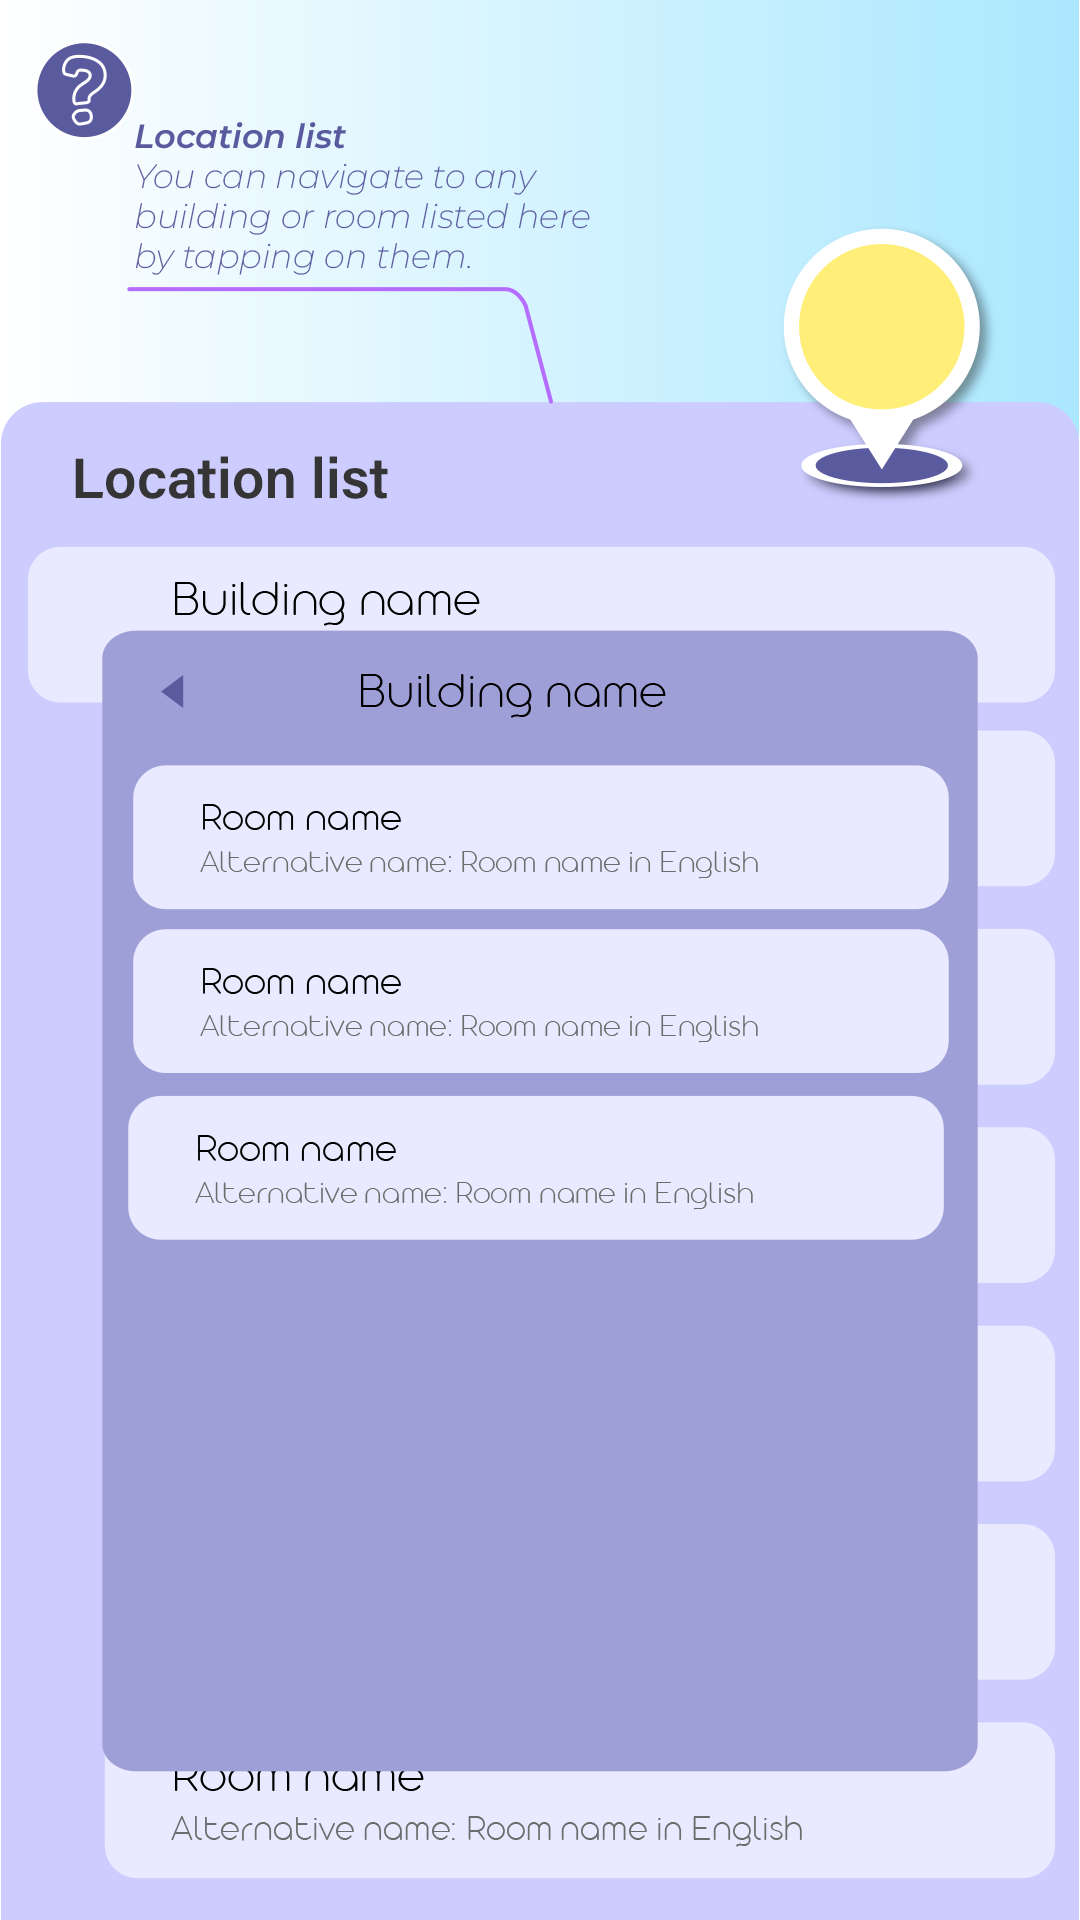 ?
Location list
You can navigate to any
building or room listed here
by tapping on them.
Location list
Building name
Building name
Room name
Alternative name: Room name in English
Room name
Alternative name: Room name in English
Room name
Alternative name: Room name in English
Room name
Alternative name: Room name in English